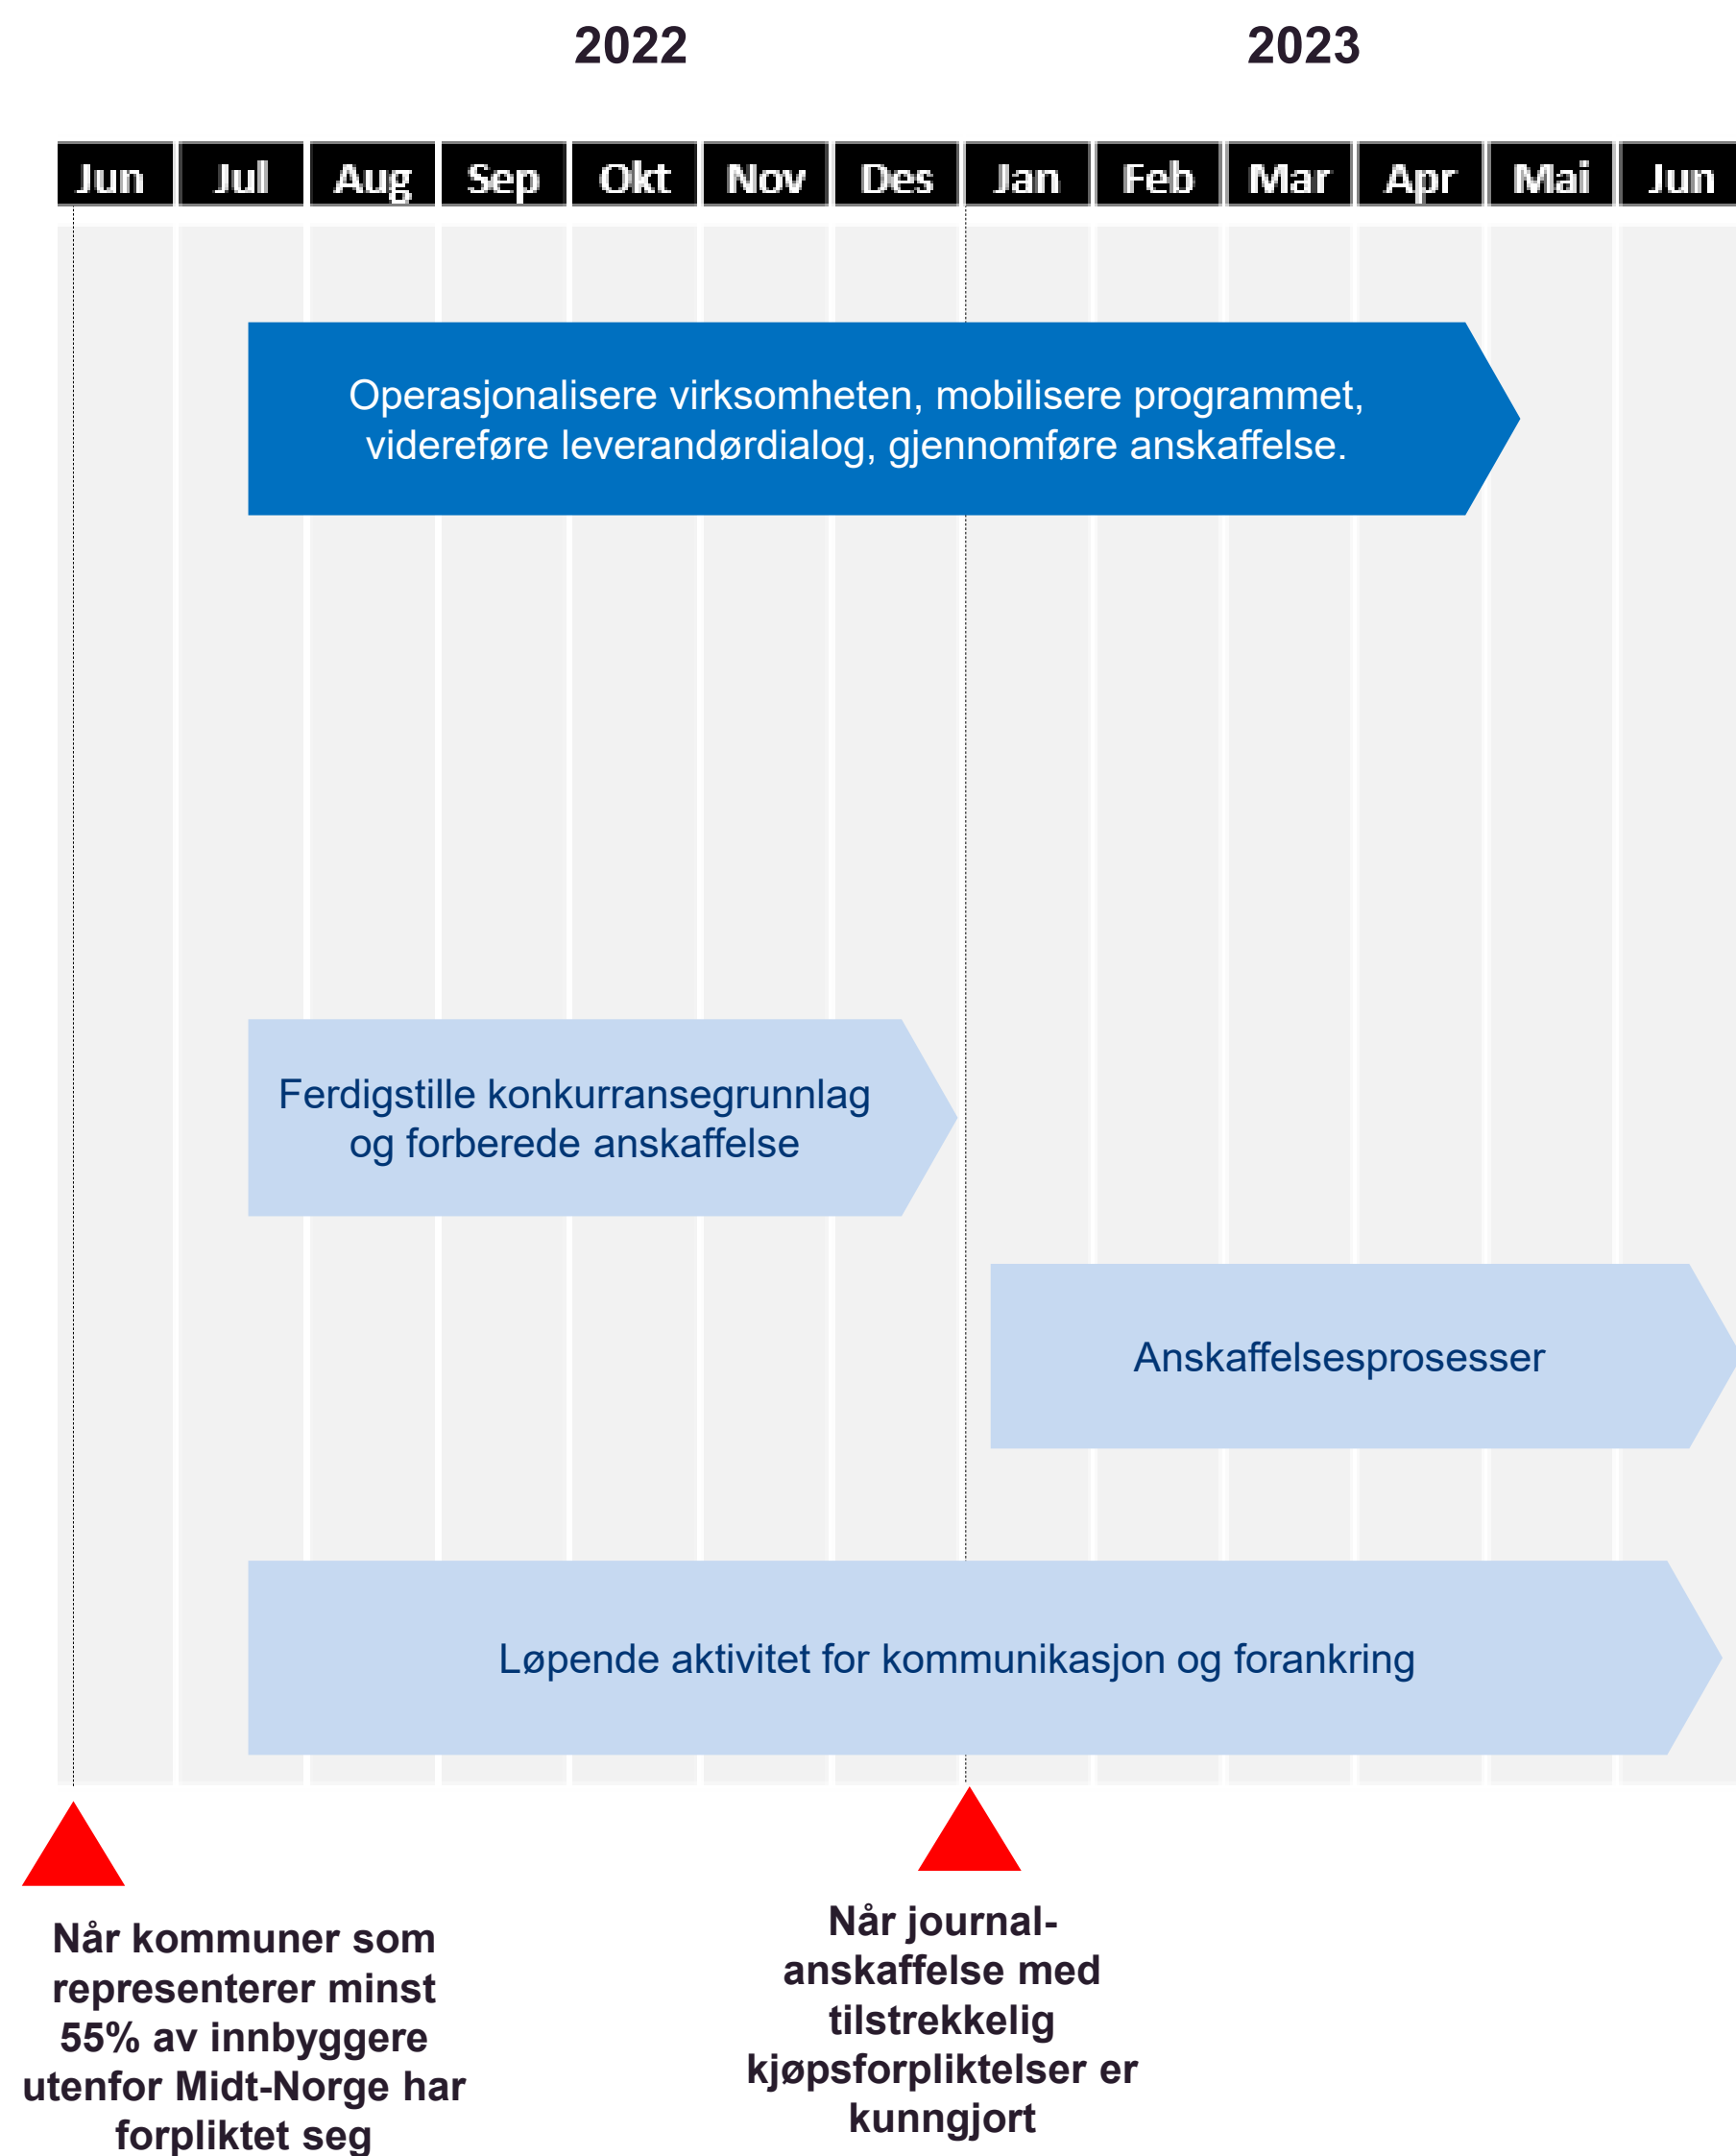 2022 2023
Jun Jul Aug Sep Okt Nov Des Jan Feb Mar Apr Mai Jun
Operasjonalisere virksomheten, mobilisere programmet,
videreføre leverandørdialog, gjennomføre anskaffelse.
Ferdigstille konkurransegrunnlag
og forberede anskaffelse
Anskaffelsesprosesser
Løpende aktivitet for kommunikasjon og forankring
Når kommuner som
representerer minst
55% av innbyggere
utenfor Midt-Norge har
forpliktet seg
Når journal-
anskaffelse med
tilstrekkelig
kjøpsforpliktelser er
kunngjort